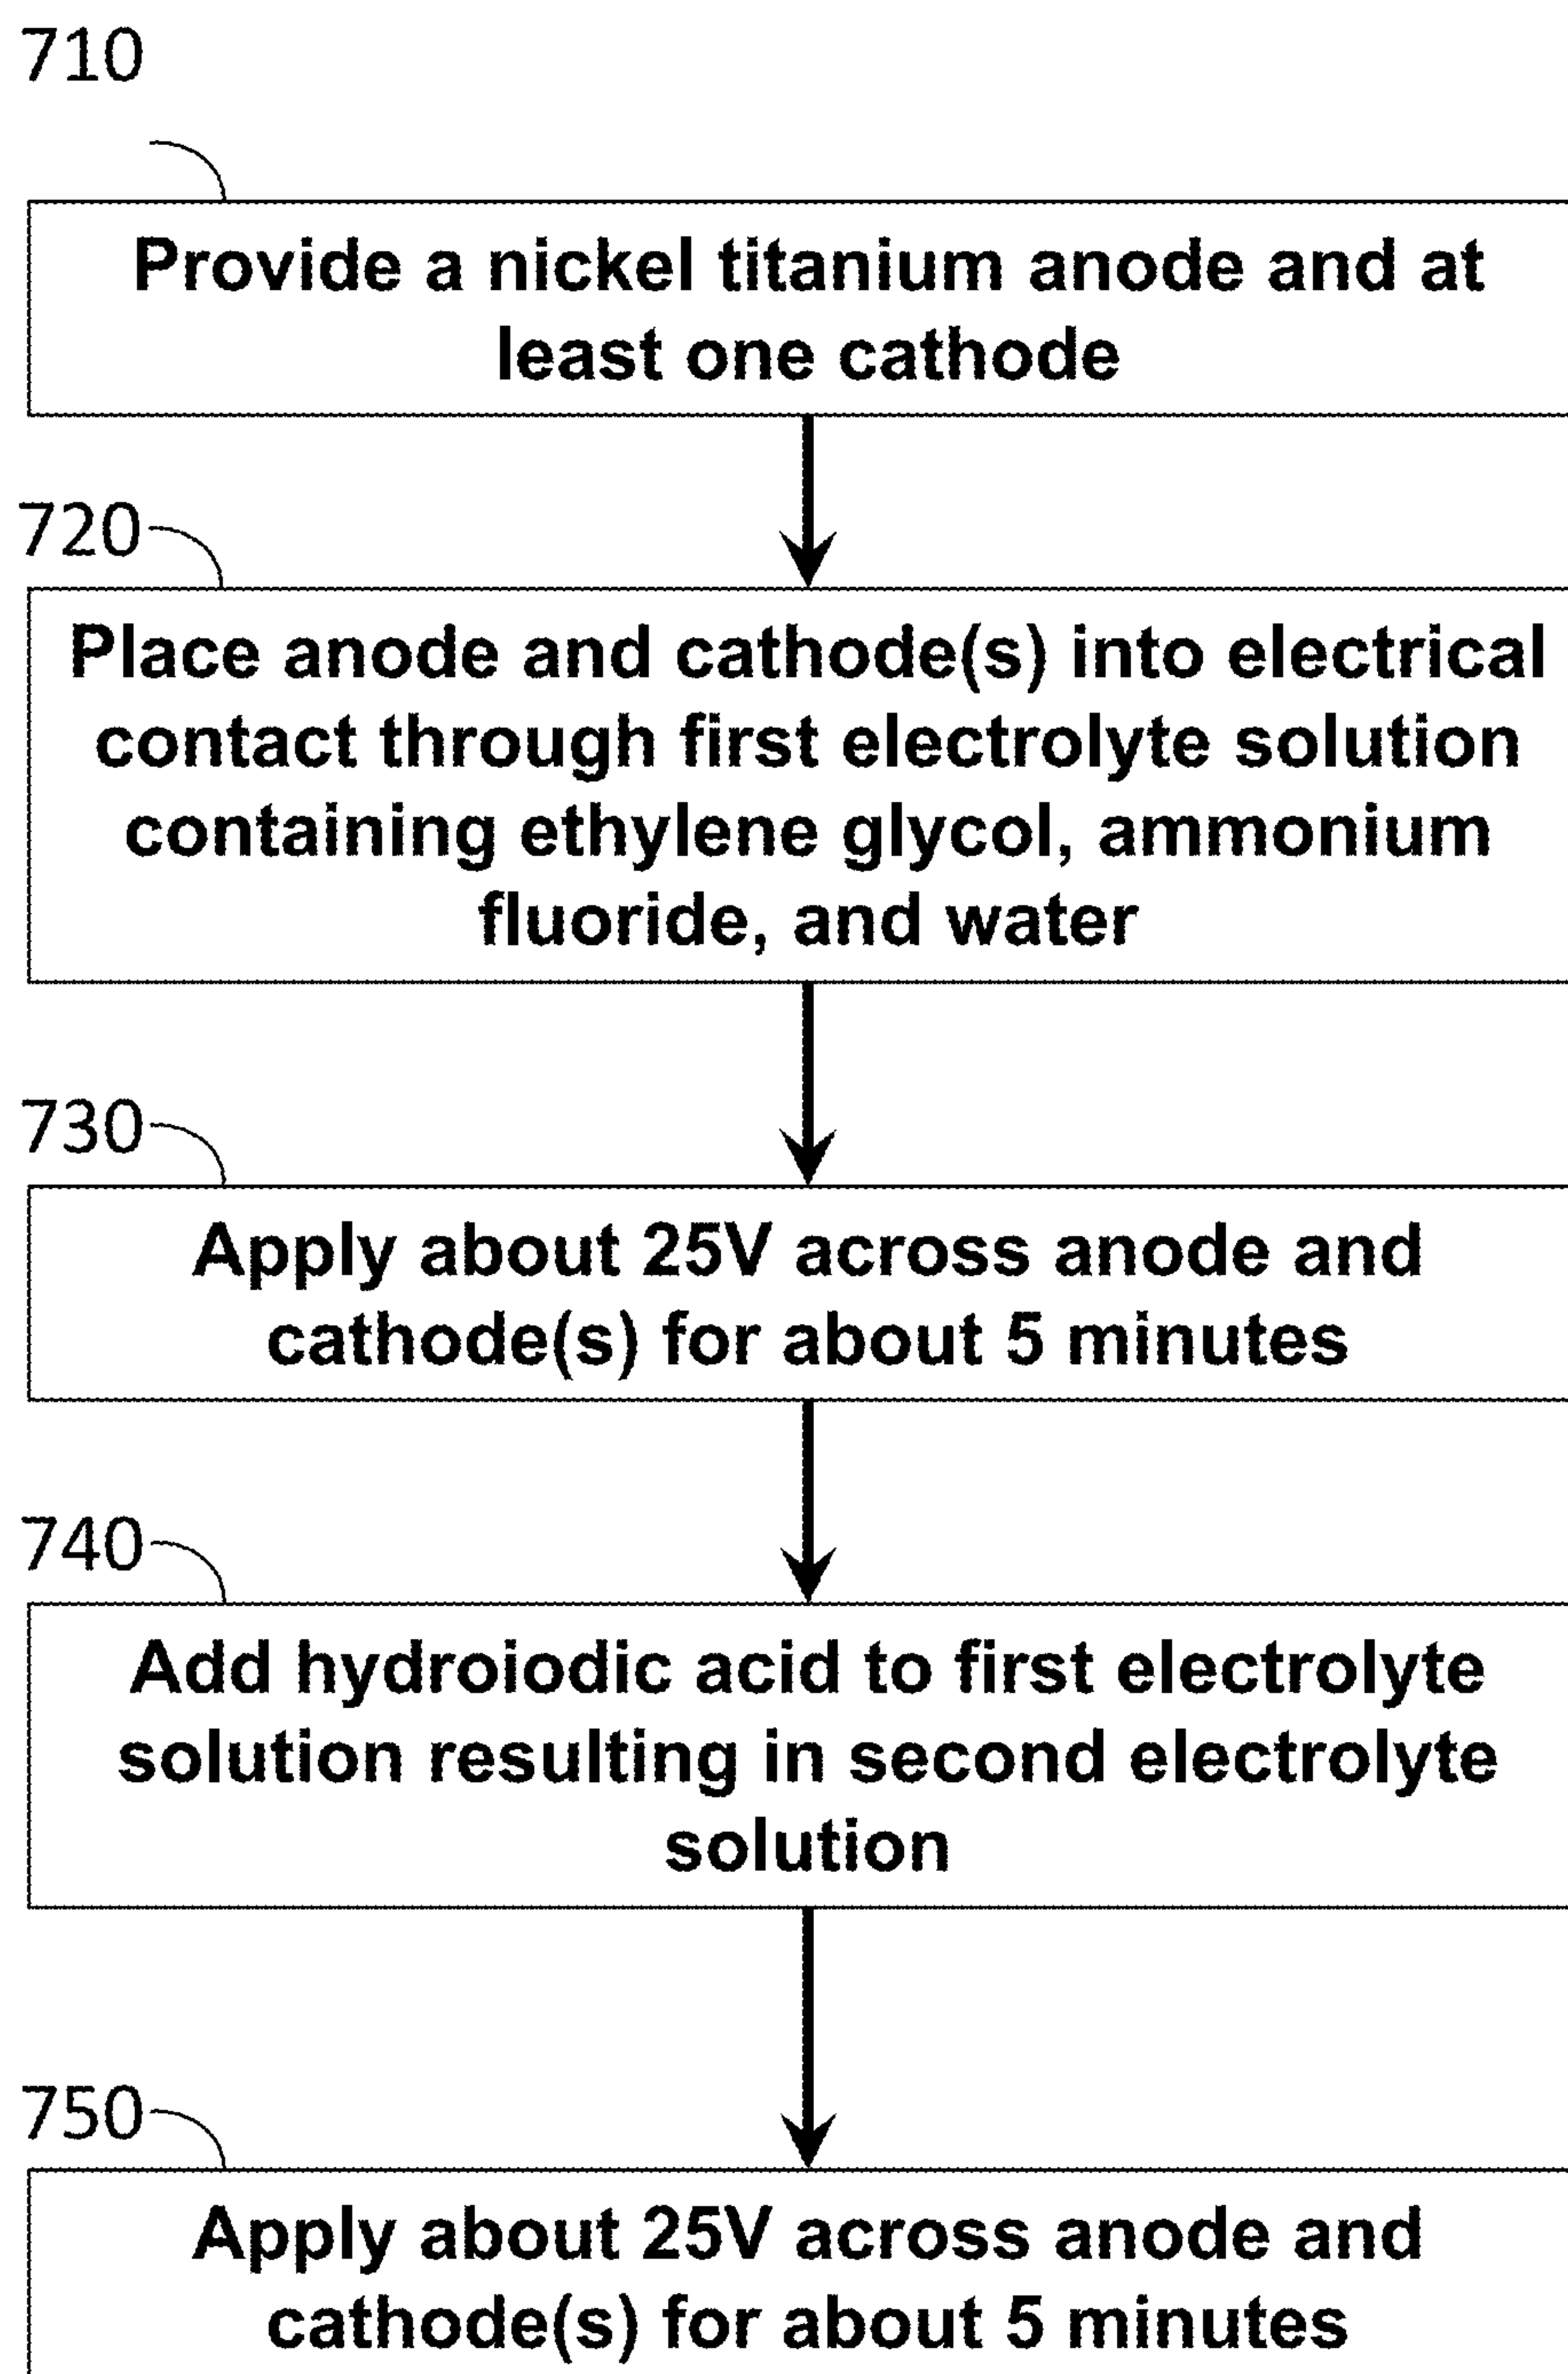 710
Provide a nickel titanium anode and at
least one cathode
720
Place anode and cathode(s) into electrical
contact through first electrolyte solution
containing ethylene glycol, ammonium
fluoride, and water
730
Apply about 25V across anode and
cathode(s) for about 5 minutes
740
Add hydroiodic acid to first electrolyte
solution resulting in second electrolyte
solution
750
Apply about 25V across anode and
cathode(s) for about 5 minutes